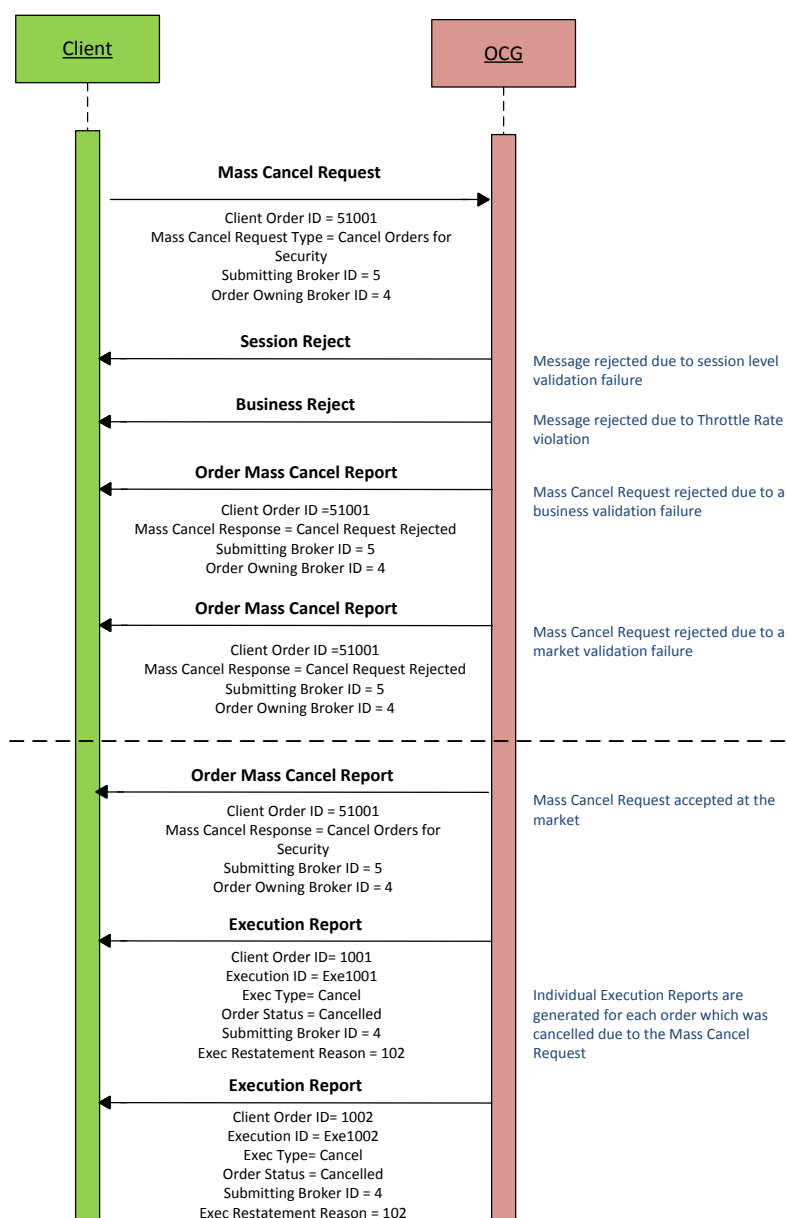 Client
OCG
Mass Cancel Request
Client Order ID = 51001
Mass Cancel Request Type = Cancel Orders for
Security
Submitting Broker ID = 5
Order Owning Broker ID = 4
Session Reject
Message rejected due to session level
validation failure
Business Reject
Message rejected due to Throttle Rate
violation
Order Mass Cancel Report
Mass Cancel Request rejected due to a
business validation failure
Client Order ID =51001
Mass Cancel Response = Cancel Request Rejected
Submitting Broker ID = 5
Order Owning Broker ID = 4
Order Mass Cancel Report
Mass Cancel Request rejected due to a
market validation failure
Client Order ID =51001
Mass Cancel Response = Cancel Request Rejected
Submitting Broker ID = 5
Order Owning Broker ID = 4
Order Mass Cancel Report
Mass Cancel Request accepted at the
market
Client Order ID = 51001
Mass Cancel Response = Cancel Orders for
Security
Submitting Broker ID = 5
Order Owning Broker ID = 4
Execution Report
Client Order ID= 1001
Execution ID = Exe1001
Exec Type= Cancel
Order Status = Cancelled
Submitting Broker ID = 4
Exec Restatement Reason = 102
Individual Execution Reports are
generated for each order which was
cancelled due to the Mass Cancel
Request
Execution Report
Client Order ID= 1002
Execution ID = Exe1002
Exec Type= Cancel
Order Status = Cancelled
Submitting Broker ID = 4
Exec Restatement Reason = 102